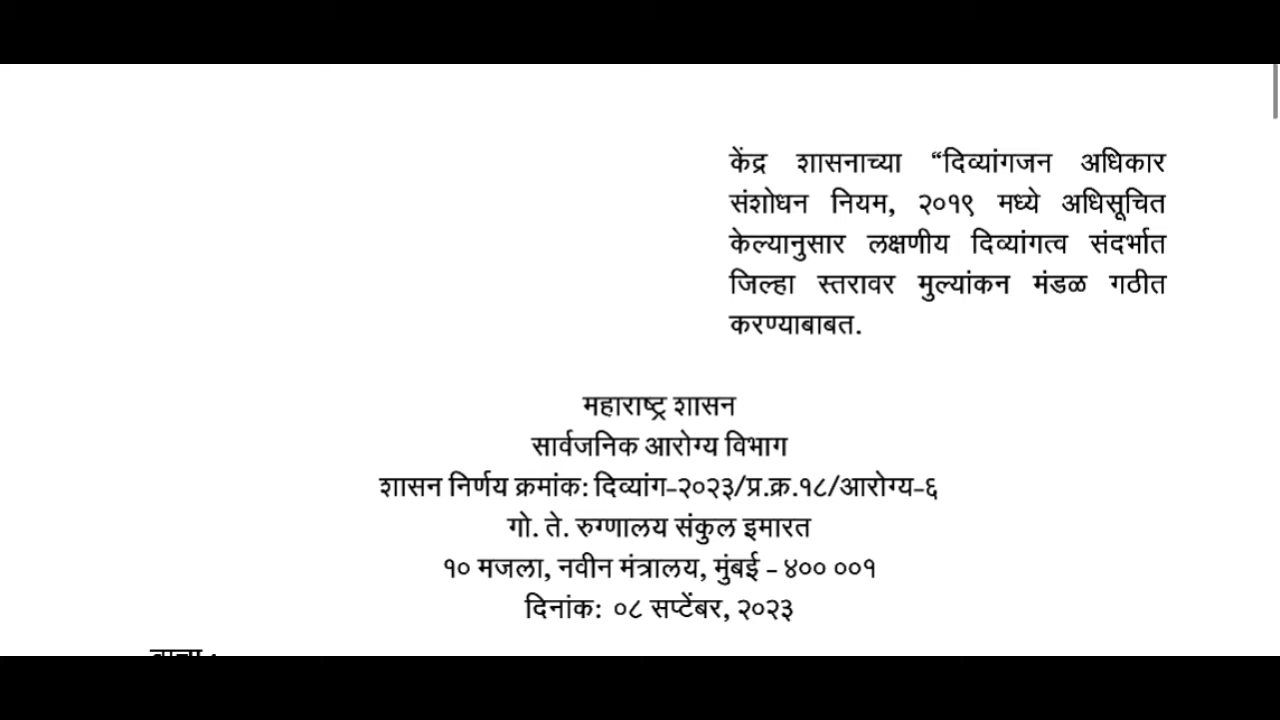 केंद्र शासनाच्या “दिव्यांगजन अधिकार
संशोधन नियम, २०१९ मध्ये अधिसूचित
केल्यानुसार लक्षणीय दिव्यांगत्व संदर्भात
जिल्हा स्तरावर मुल्यांकन मंडळ गठीत
करण्याबाबत.
महाराष्ट्र शासन
सार्वजनिक आरोग्य विभाग
शासन निर्णय क्रमांक: दिव्यांग-२०२३/प्र.क्र.१८/आरोग्य-६
गो. ते. रुग्णालय संकुल इमारत
१० मजला, नवीन मंत्रालय, मुंबई - ४०० ००१
दिनांक: ०८ सप्टेंबर, २०२३